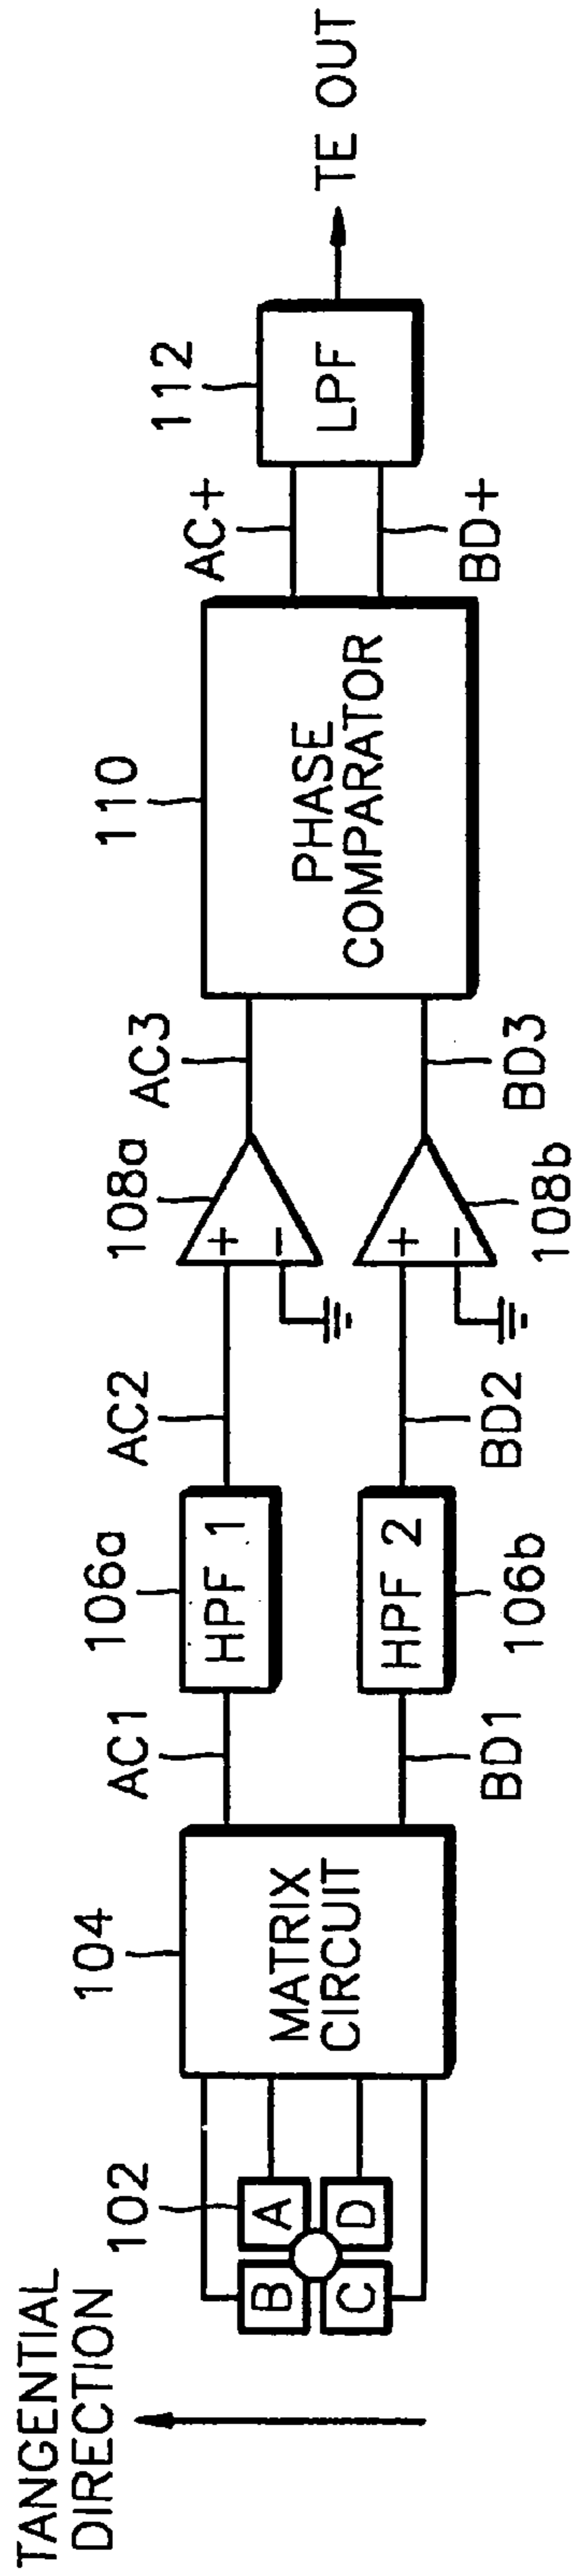 TANGENTIAL
DIRECTION
102
B
A
C
D
104
MATRIX
CIRCUIT
AC1
BD1
106a
HPF 1
HPF 2
106b
AC2
BD2
108a
+
−
+
−
108b
AC3
BD3
110
PHASE
COMPARATOR
AC+
BD+
112
LPF
TE OUT